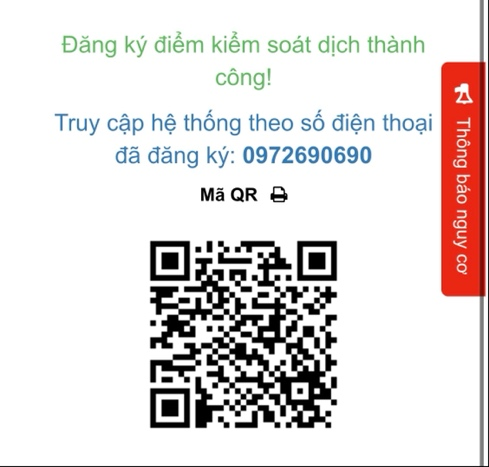 Đăng ký điểm kiểm soát dịch thành
công!
Truy cập hệ thống theo số điện thoại
đã đăng ký: 0972690690
Mã QR
Thông báo nguy cơ